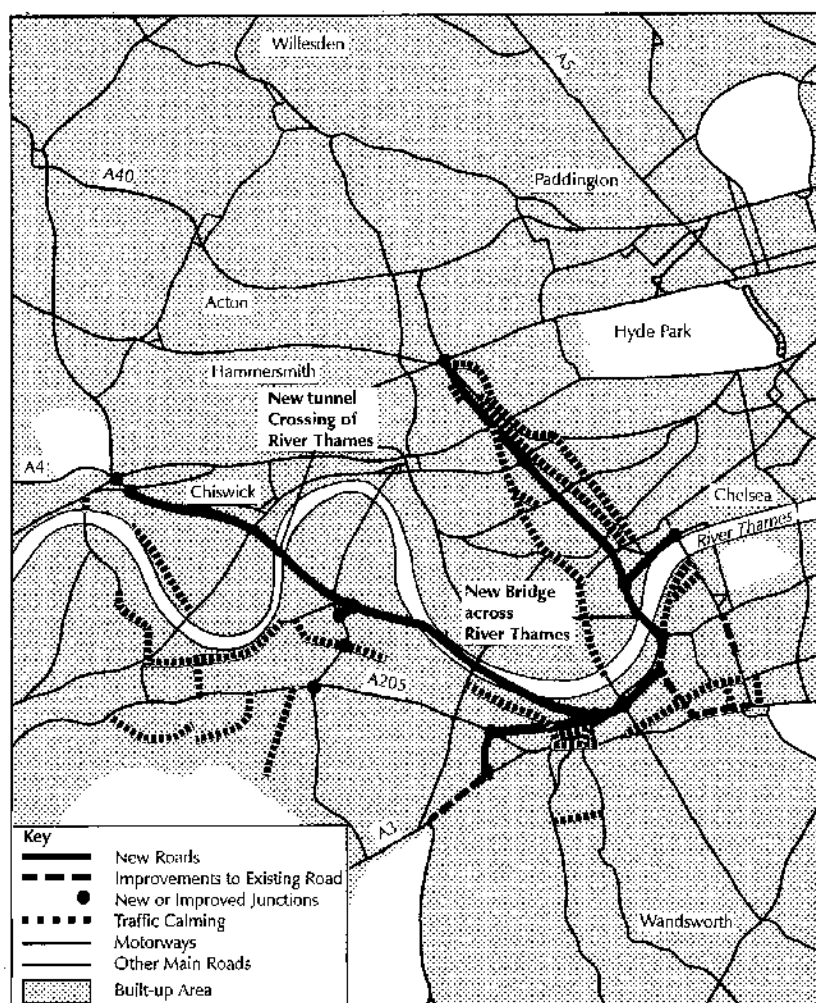 Willesden
A5
A40
Paddington
Acton
Hyde Park
Hammersmith
New tunnel
Crossing of
River Thames
A4
Chiswick
Chelsea
River Thames
New Bridge
across
River Thames
A205
A3
Wandsworth
Key
New Roads
Improvements to Existing Road
New or Improved Junctions
Traffic Calming
Motorways
Other Main Roads
Built-up Area